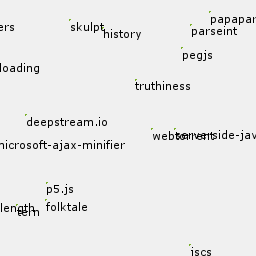 papapar
ers
skulpt
history
parseint
pegjs
loading
truthiness
deepstream.io
webtorrent
serverside-jav
microsoft-ajax-minifier
p5.js
length
tern
folktale
iscs